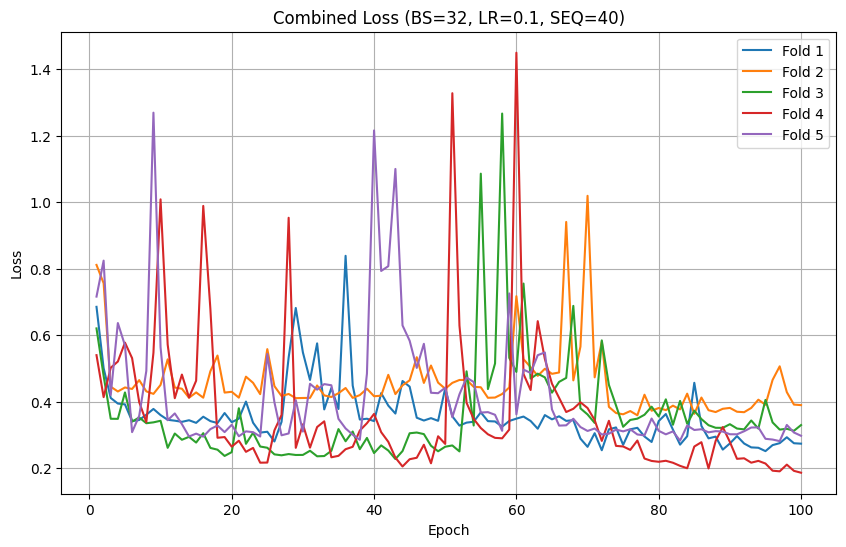 Combined Loss (BS=32, LR=0.1, SEQ=40)
Fold 1
Fold 2
Fold 3
Fold 4
Fold 5
Loss
1.4
1.2
1.0
0.8
0.6
0.4
0.2
0 20 40 60 80 100
Epoch